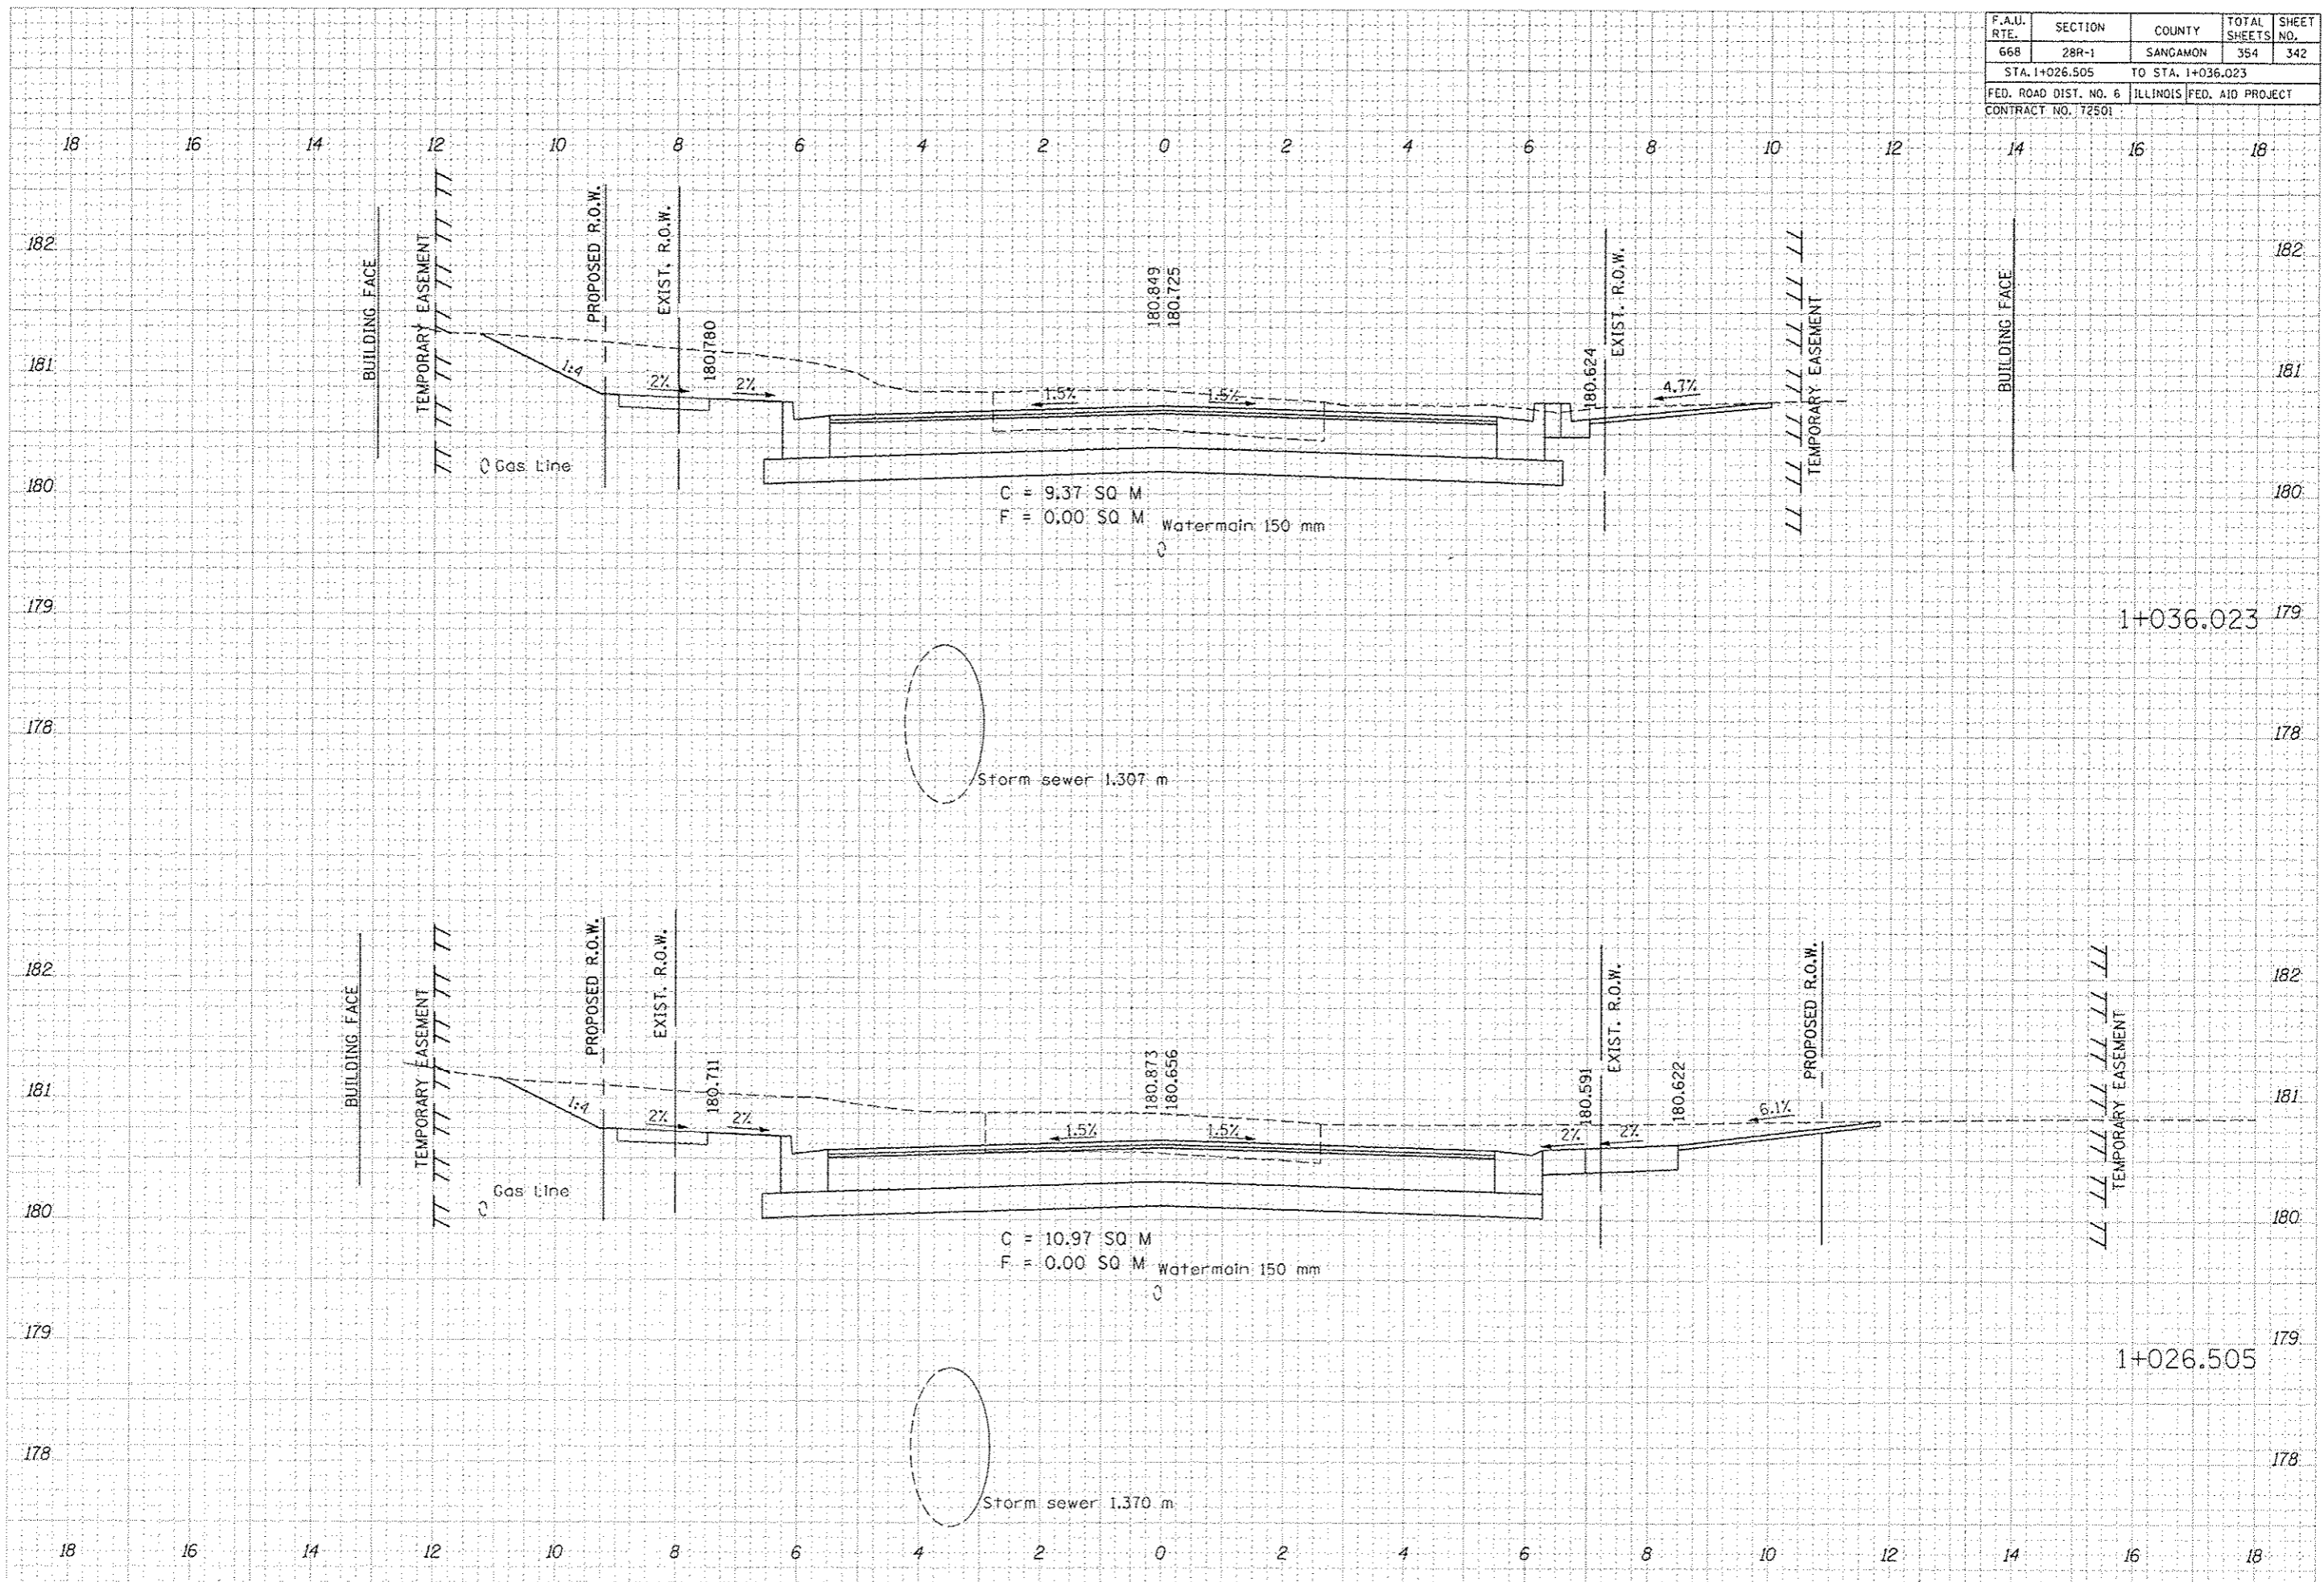 F.A.U. RTE. SECTION COUNTY TOTAL SHEETS SHEET NO.
668 28R-1 SANGAMON 354 342
STA. 1+026.505 TO STA. 1+036.023
FED. ROAD DIST. NO. 6 ILLINOIS FED. AID PROJECT
CONTRACT NO. 72501
18 16 14 12 10 8 6 4 2 0 2 4 6 8 10 12 14 16 18
BUILDING FACE
TEMPORARY EASEMENT
PROPOSED R.O.W.
EXIST. R.O.W.
180.780
180.849
180.725
180.624
EXIST. R.O.W.
TEMPORARY EASEMENT
BUILDING FACE
182 182
181 181
1:4 2% 2% 1.5% 1.5% 4.7%
Gas Line
180 180
C = 9.37 SQ M
F = 0.00 SQ M
Watermain 150 mm
179 179
1+036.023
178 178
Storm sewer 1.307 m
BUILDING FACE
TEMPORARY EASEMENT
PROPOSED R.O.W.
EXIST. R.O.W.
180.711
180.873
180.656
180.591
EXIST. R.O.W.
180.622
PROPOSED R.O.W.
TEMPORARY EASEMENT
182 182
181 181
1:4 2% 2% 1.5% 1.5% 2% 2% 6.1%
Gas Line
180 180
C = 10.97 SQ M
F = 0.00 SQ M
Watermain 150 mm
179 179
1+026.505
178 178
Storm sewer 1.370 m
18 16 14 12 10 8 6 4 2 0 2 4 6 8 10 12 14 16 18